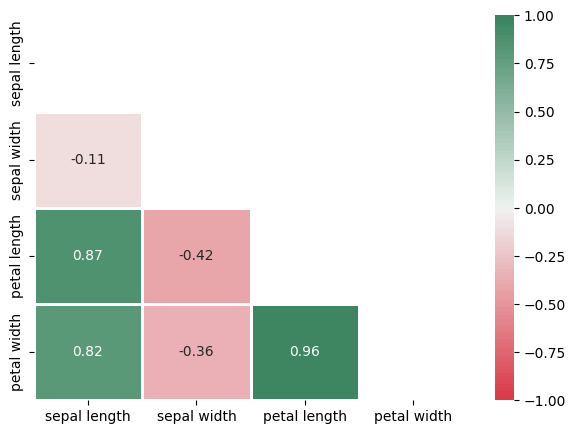 sepal length
sepal width
petal length
petal width
-0.11
0.87
-0.42
0.82
-0.36
0.96
sepal length
sepal width
petal length
petal width
1.00
0.75
0.50
0.25
0.00
-0.25
-0.50
-0.75
-1.00